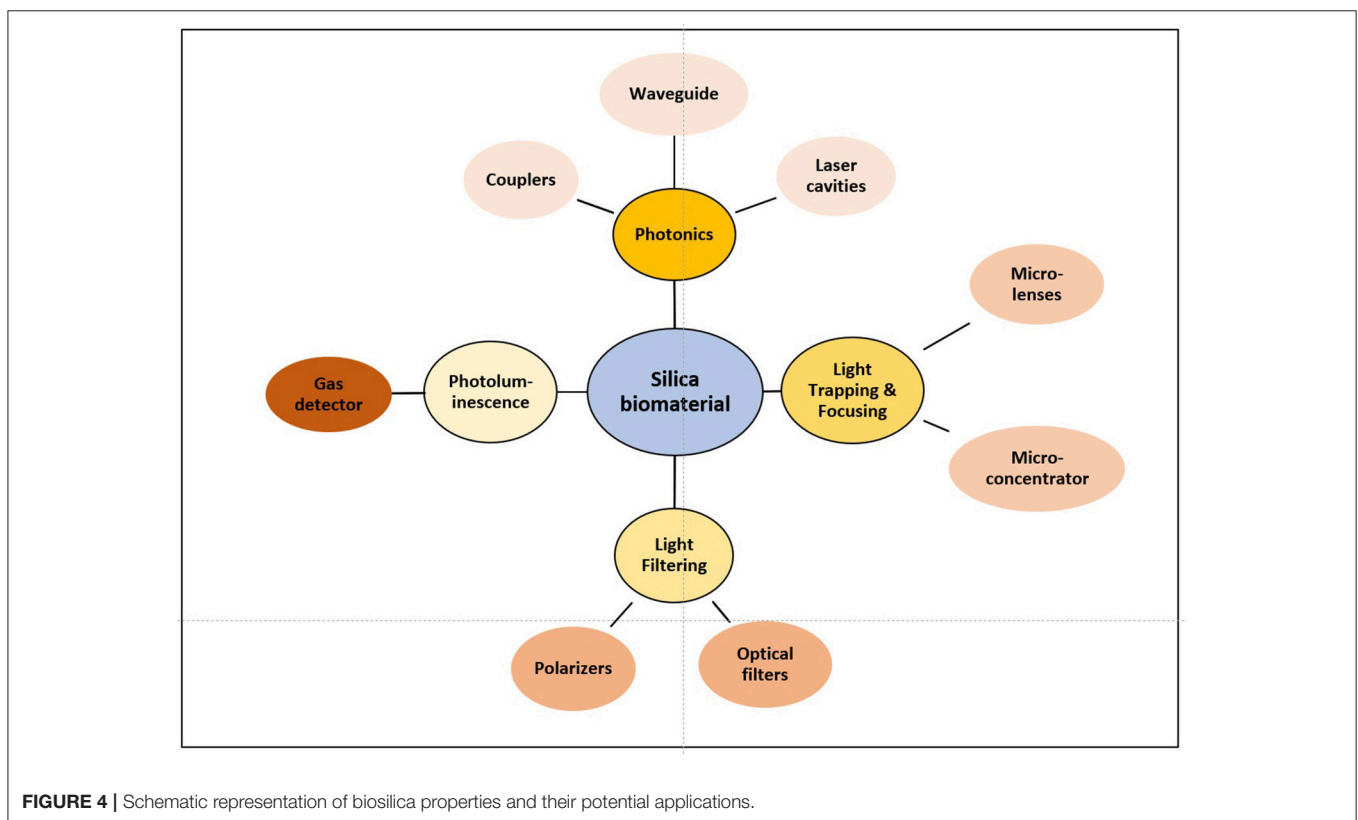 Waveguide
Couplers
Laser
cavities
Photonics
Micro-
lenses
Gas
detector
Photolum-
inescence
Silica
biomaterial
Light
Trapping &
Focusing
Micro-
concentrator
Light
Filtering
Polarizers
Optical
filters
FIGURE 4 | Schematic representation of biosilica properties and their potential applications.